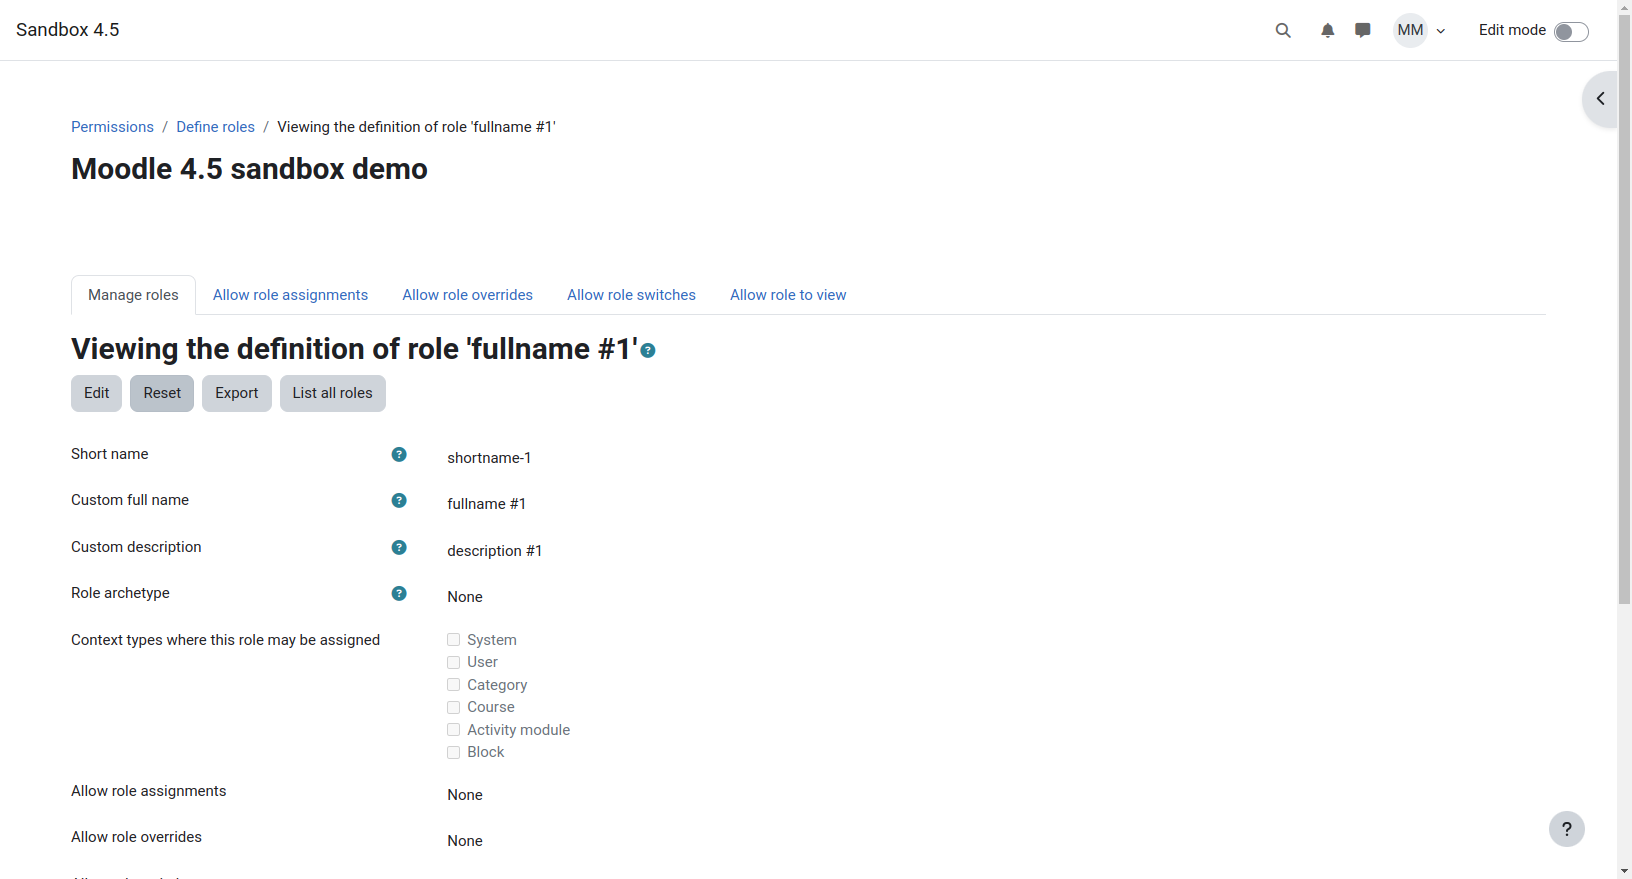 Sandbox 4.5
MM
Edit mode
Permissions / Define roles / Viewing the definition of role 'fullname #1'
Moodle 4.5 sandbox demo
Manage roles
Allow role assignments
Allow role overrides
Allow role switches
Allow role to view
Viewing the definition of role 'fullname #1'
Edit
Reset
Export
List all roles
Short name
shortname-1
Custom full name
fullname #1
Custom description
description #1
Role archetype
None
Context types where this role may be assigned
System
User
Category
Course
Activity module
Block
Allow role assignments
None
Allow role overrides
None